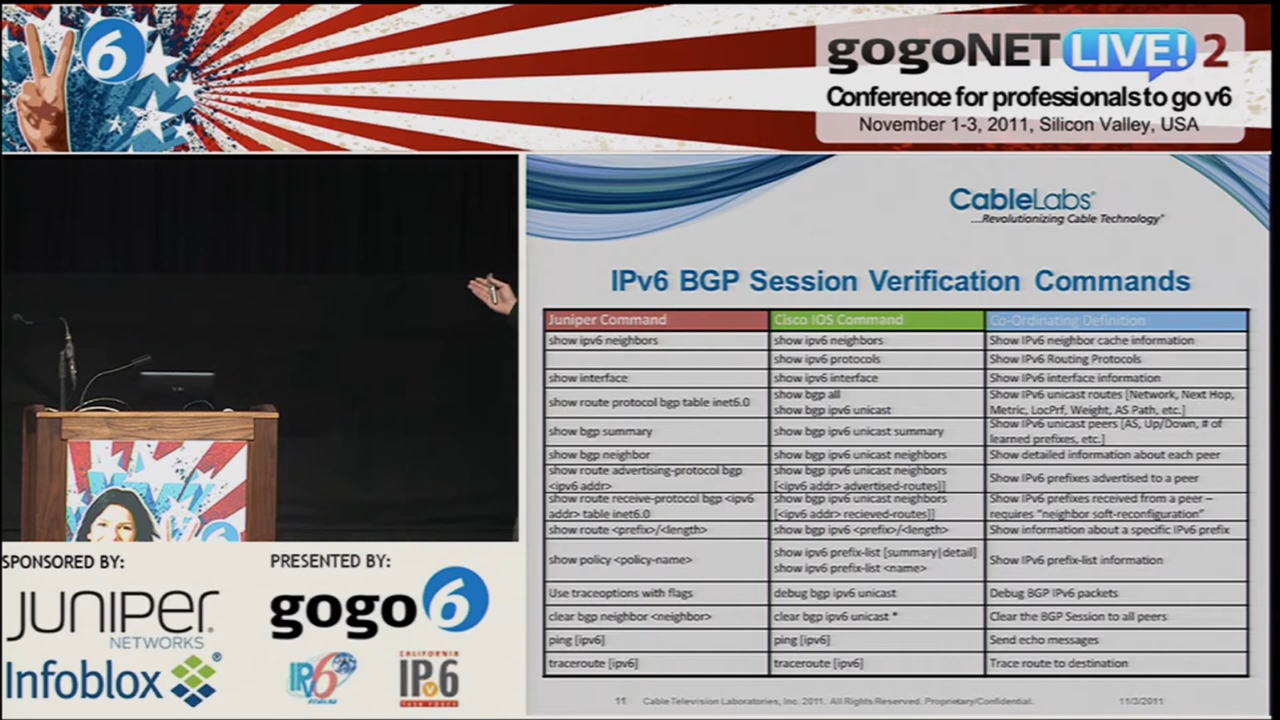 6
gogoNET LIVE! 2
Conference for professionals to go v6
November 1-3, 2011, Silicon Valley, USA
CableLabs®
...Revolutionizing Cable Technology®
IPv6 BGP Session Verification Commands
Juniper Command
Cisco IOS Command
Co-Ordinating Definition
show ipv6 neighbors
show ipv6 neighbors
Show IPv6 neighbor cache information
show ipv6 protocols
Show IPv6 Routing Protocols
show interface
show ipv6 interface
Show IPv6 interface information
show route protocol bgp table inet6.0
show bgp all
show bgp ipv6 unicast
Show IPv6 unicast routes [Network, Next Hop,
Metric, LocPrf, Weight, AS Path, etc.]
show bgp summary
show bgp ipv6 unicast summary
Show IPv6 unicast peers [AS, Up/Down, # of
learned prefixes, etc.]
show bgp neighbor
show bgp ipv6 unicast neighbors
Show detailed information about each peer
show route advertising-protocol bgp
<ipv6 addr>
show bgp ipv6 unicast neighbors
[<ipv6 addr> advertised-routes]]
Show IPv6 prefixes advertised to a peer
show route receive-protocol bgp <ipv6
addr> table inet6.0
show bgp ipv6 unicast neighbors
[<ipv6 addr> recieved-routes]]
Show IPv6 prefixes received from a peer –
requires "neighbor soft-reconfiguration"
show route <prefix>/<length>
show bgp ipv6 <prefix>/<length>
Show information about a specific IPv6 prefix
show policy <policy-name>
show ipv6 prefix-list [summary|detail]
show ipv6 prefix-list <name>
Show IPv6 prefix-list information
Use traceoptions with flags
debug bgp ipv6 unicast
Debug BGP IPv6 packets
clear bgp neighbor <neighbor>
clear bgp ipv6 unicast *
Clear the BGP Session to all peers
ping [ipv6]
ping [ipv6]
Send echo messages
traceroute [ipv6]
traceroute [ipv6]
Trace route to destination
11 Cable Television Laboratories, Inc. 2011. All Rights Reserved. Proprietary/Confidential. 11/3/2011
SPONSORED BY:
JUNIPER
NETWORKS
Infoblox
PRESENTED BY:
gogo6
IPV6
FORUM
CALIFORNIA
IPv6
TASK FORCE